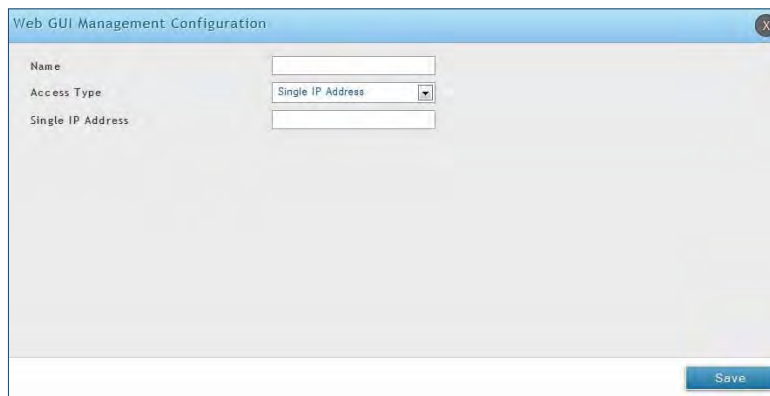 Web GUI Management Configuration
X
Name
Access Type Single IP Address
Single IP Address
Save